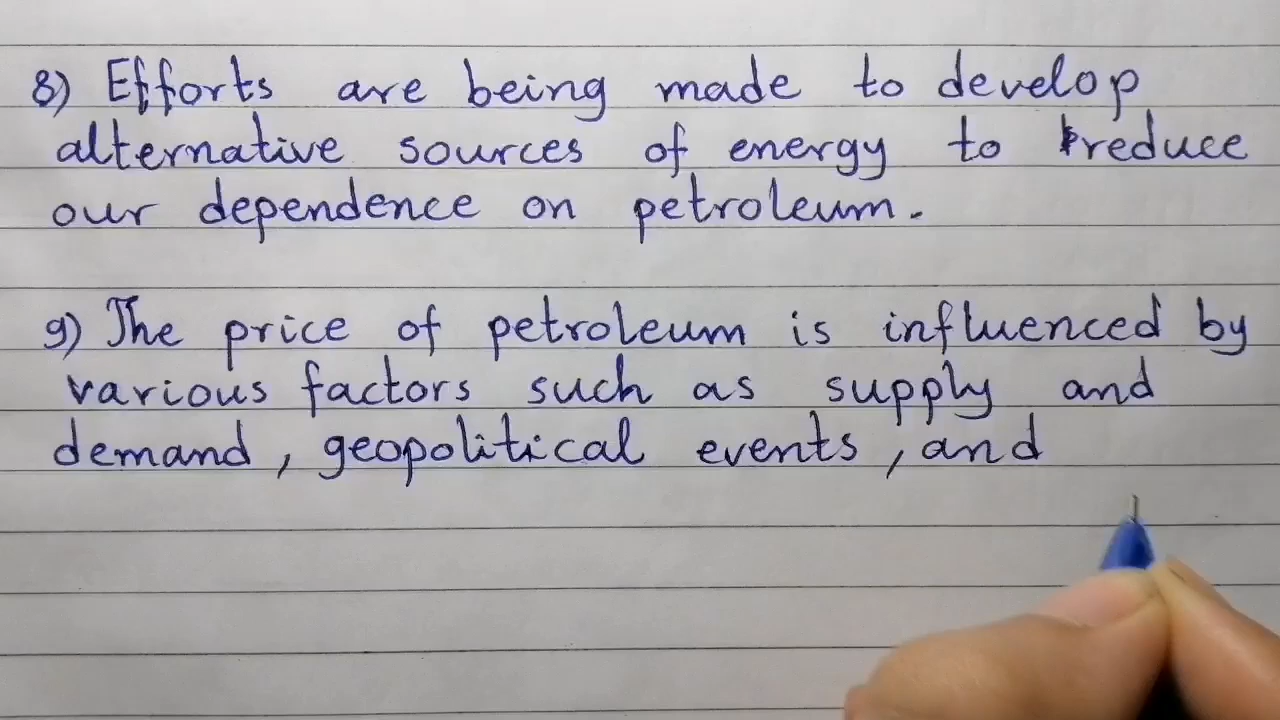 8) Efforts are being made to develop
alternative sources of energy to reduce
our dependence on petroleum.
9) The price of petroleum is influenced by
various factors such as supply and
demand, geopolitical events, and